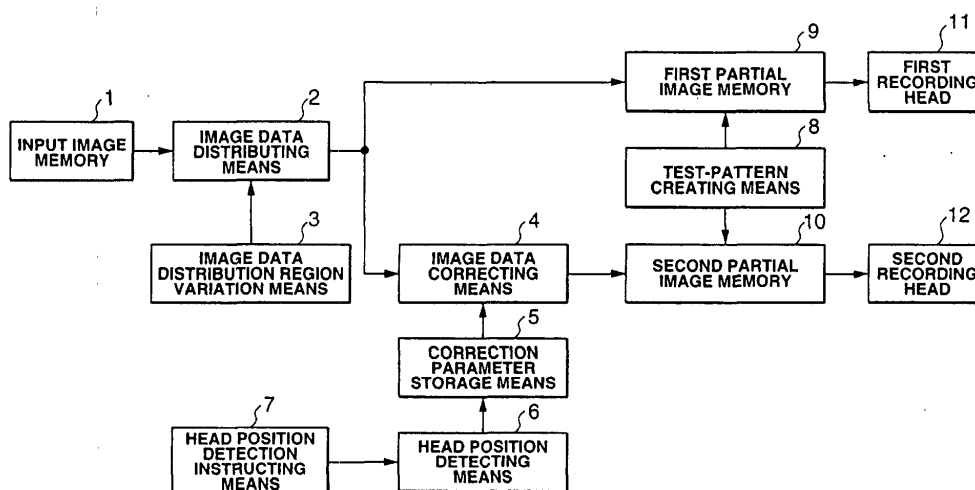 1
INPUT IMAGE
MEMORY
2
IMAGE DATA
DISTRIBUTING
MEANS
3
IMAGE DATA
DISTRIBUTION REGION
VARIATION MEANS
4
IMAGE DATA
CORRECTING
MEANS
5
CORRECTION
PARAMETER
STORAGE MEANS
6
HEAD POSITION
DETECTING
MEANS
7
HEAD POSITION
DETECTION
INSTRUCTING
MEANS
9
FIRST PARTIAL
IMAGE MEMORY
8
TEST-PATTERN
CREATING MEANS
10
SECOND PARTIAL
IMAGE MEMORY
11
FIRST
RECORDING
HEAD
12
SECOND
RECORDING
HEAD